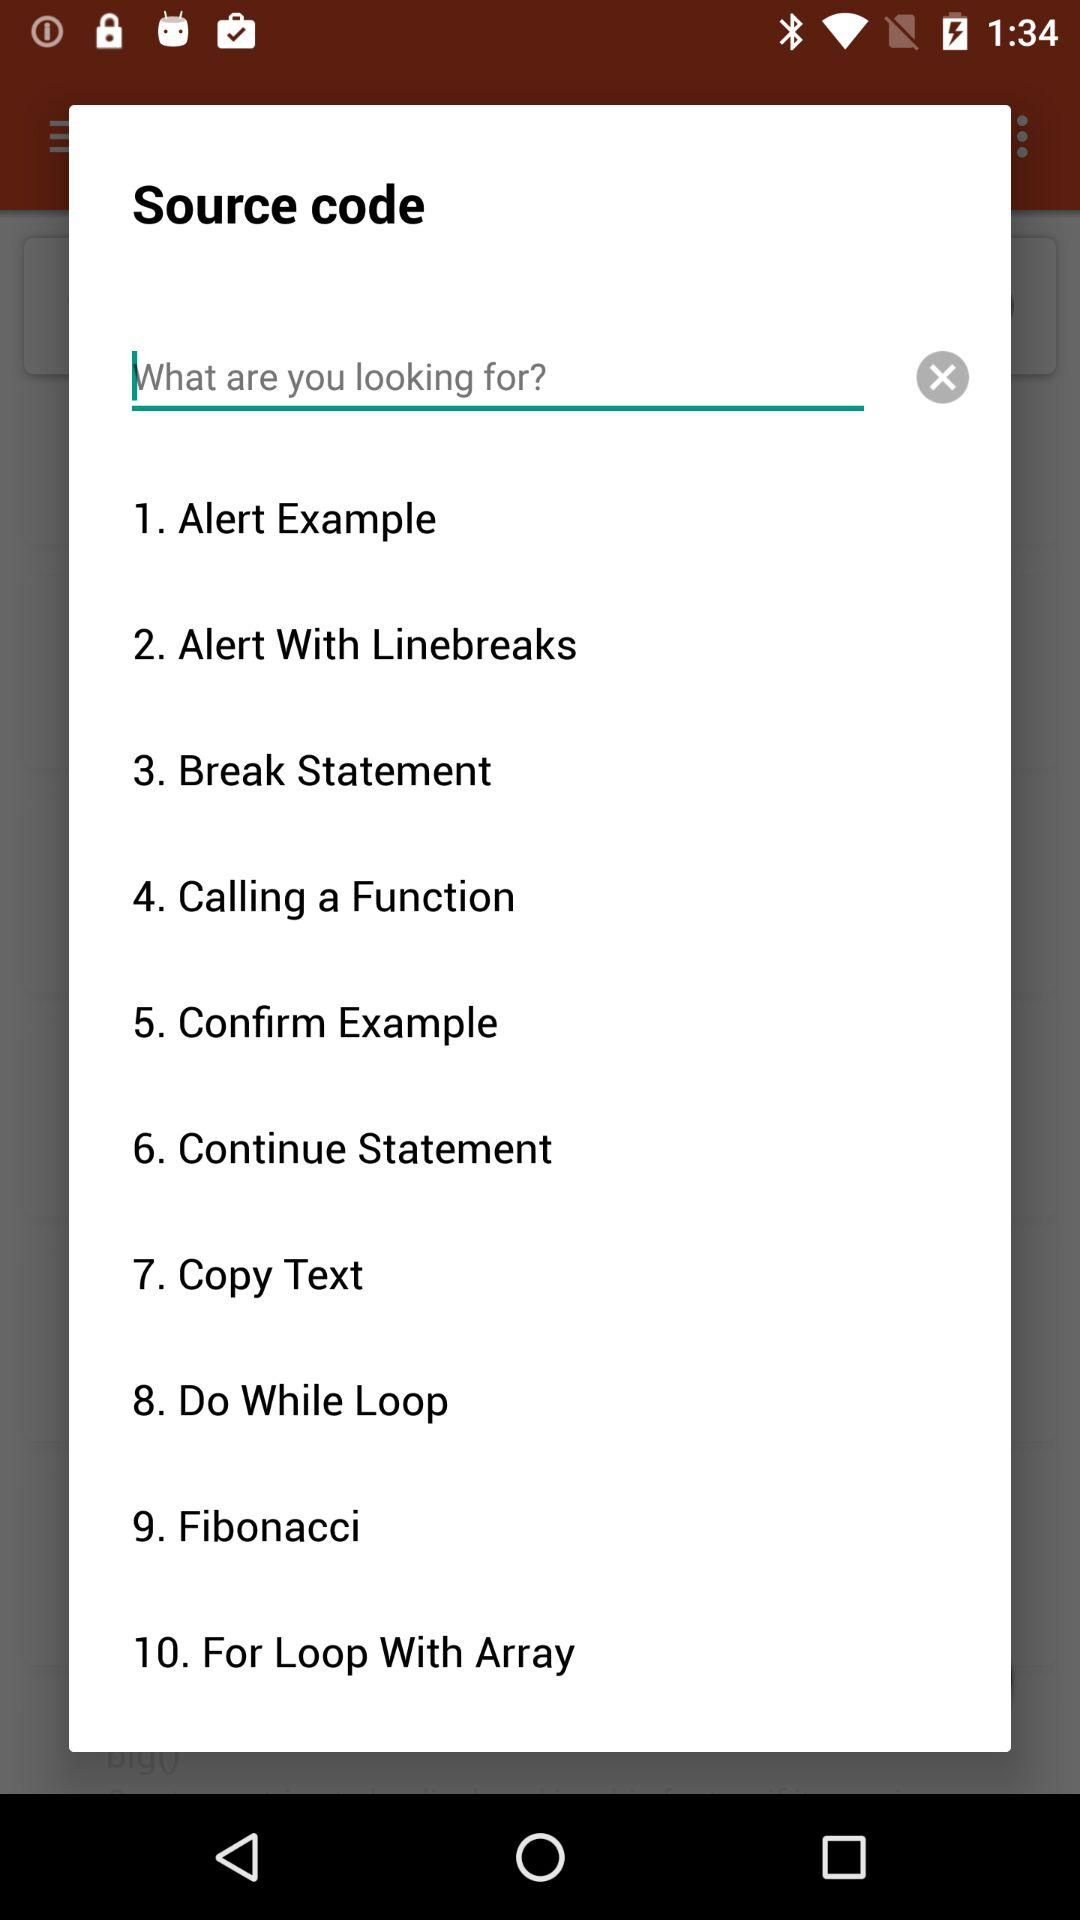 1:34
Source code
What are you looking for?
1. Alert Example
2. Alert With Linebreaks
3. Break Statement
4. Calling a Function
5. Confirm Example
6. Continue Statement
7. Copy Text
8. Do While Loop
9. Fibonacci
10. For Loop With Array
big()